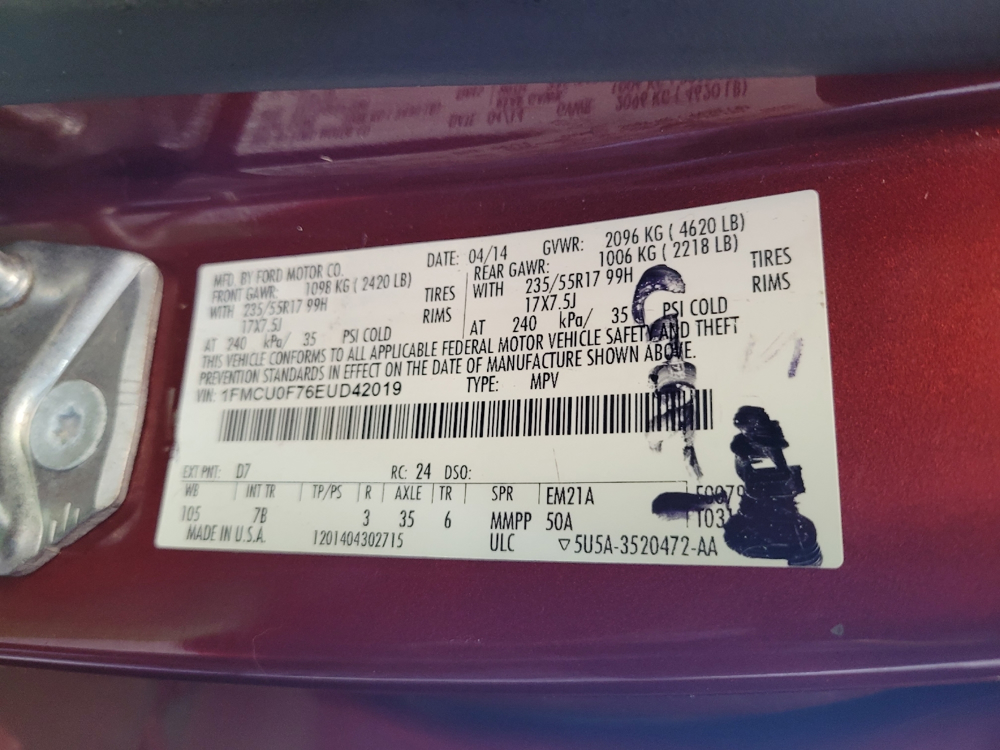 MFD. BY FORD MOTOR CO.
DATE: 04/14
GVWR: 2096 KG ( 4620 LB)
FRONT GAWR: 1098 KG ( 2420 LB)
REAR GAWR: 1006 KG ( 2218 LB)
WITH 235/55R17 99H TIRES
WITH 235/55R17 99H TIRES
17X7.5J RIMS
17X7.5J RIMS
AT 240 kPa/ 35 PSI COLD
AT 240 kPa/ 35 PSI COLD
THIS VEHICLE CONFORMS TO ALL APPLICABLE FEDERAL MOTOR VEHICLE SAFETY AND THEFT
PREVENTION STANDARDS IN EFFECT ON THE DATE OF MANUFACTURE SHOWN ABOVE.
VIN: 1FMCU0F76EUD42019
TYPE: MPV
EXT PNT: D7 RC: 24 DSO:
WB INT TR TP/PS R AXLE TR SPR EM21A
105 7B 3 35 6 MMPP 50A
MADE IN U.S.A. 1201404302715 ULC ▽5U5A-3520472-AA